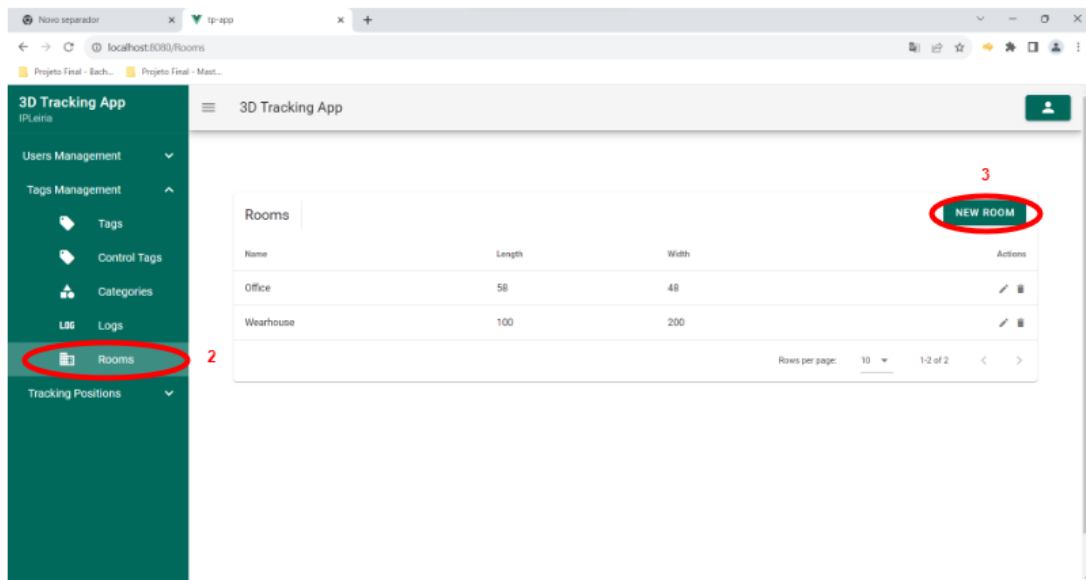 Novo separador
tp-app
localhost:8080/Rooms
Projeto Final - Bach...
Projeto Final - Mast...
3D Tracking App
IPLeiria
3D Tracking App
Users Management
Tags Management
Tags
Control Tags
Categories
LOG Logs
Rooms
2
Tracking Positions
3
Rooms
NEW ROOM
Name Length Width Actions
Office 58 48
Wearhouse 100 200
Rows per page: 10 1-2 of 2